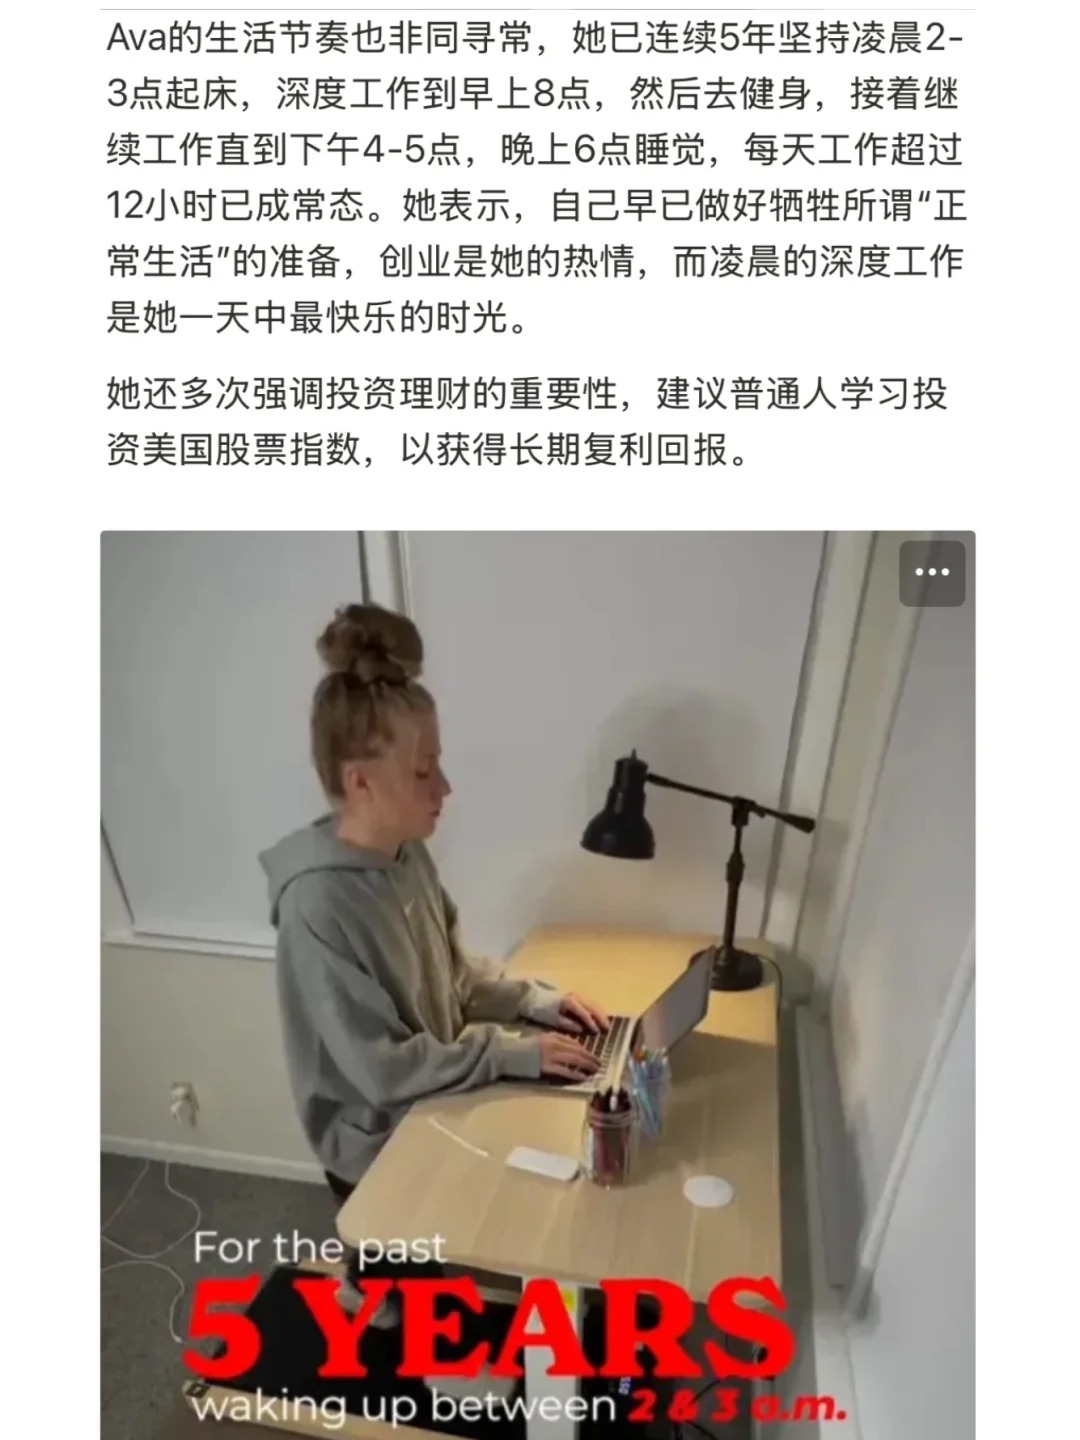 Ava的生活节奏也非同寻常，她已连续5年坚持凌晨2-
3点起床，深度工作到早上8点，然后去健身，接着继
续工作直到下午4-5点，晚上6点睡觉，每天工作超过
12小时已成常态。她表示，自己早已做好牺牲所谓“正
常生活”的准备，创业是她的热情，而凌晨的深度工作
是她一天中最快乐的时光。
她还多次强调投资理财的重要性，建议普通人学习投
资美国股票指数，以获得长期复利回报。
For the past
5 YEARS
waking up between 2 & 3 a.m.